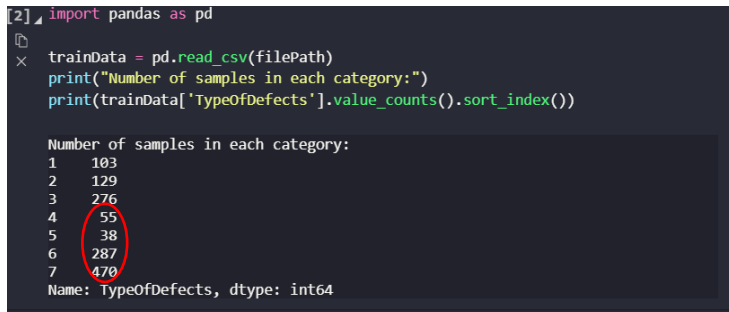 [2] import pandas as pd
trainData = pd.read_csv(filePath)
print("Number of samples in each category:")
print(trainData['TypeOfDefects'].value_counts().sort_index())
Number of samples in each category:
1 103
2 129
3 276
4 55
5 38
6 287
7 470
Name: TypeOfDefects, dtype: int64